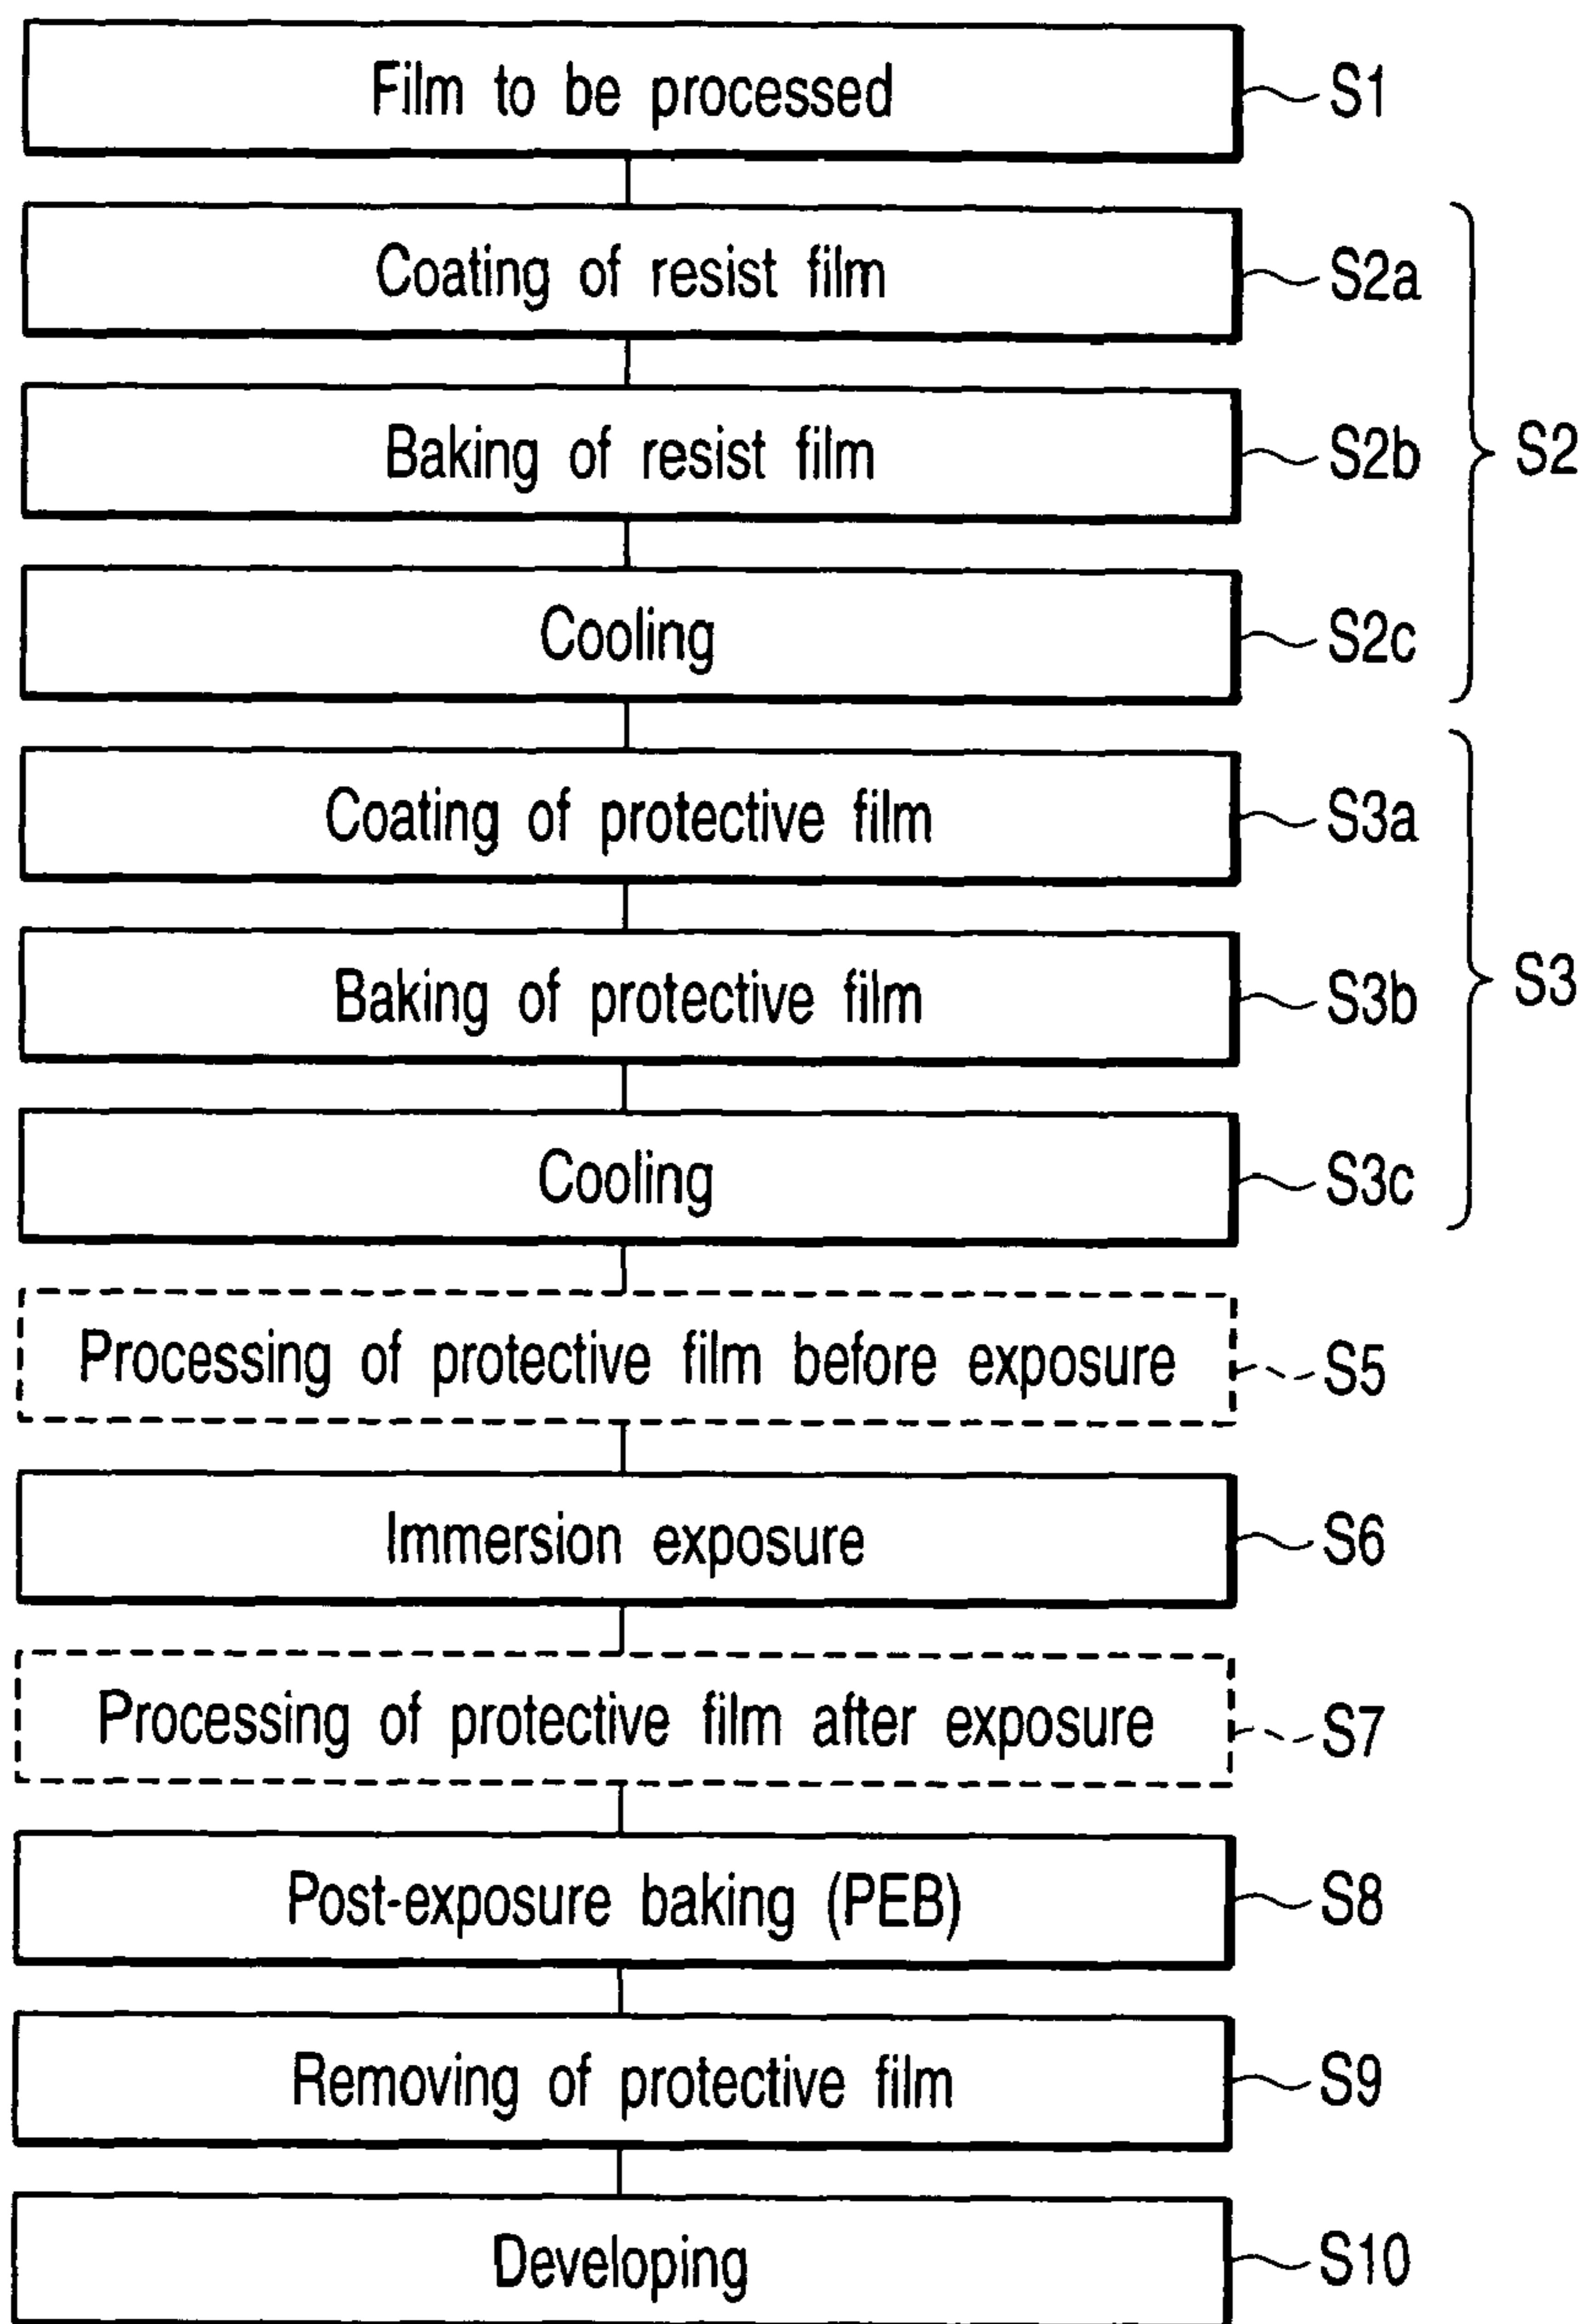 Film to be processed S1
Coating of resist film S2a
Baking of resist film S2b
S2
Cooling S2c
Coating of protective film S3a
Baking of protective film S3b
S3
Cooling S3c
Processing of protective film before exposure S5
Immersion exposure S6
Processing of protective film after exposure S7
Post-exposure baking (PEB) S8
Removing of protective film S9
Developing S10